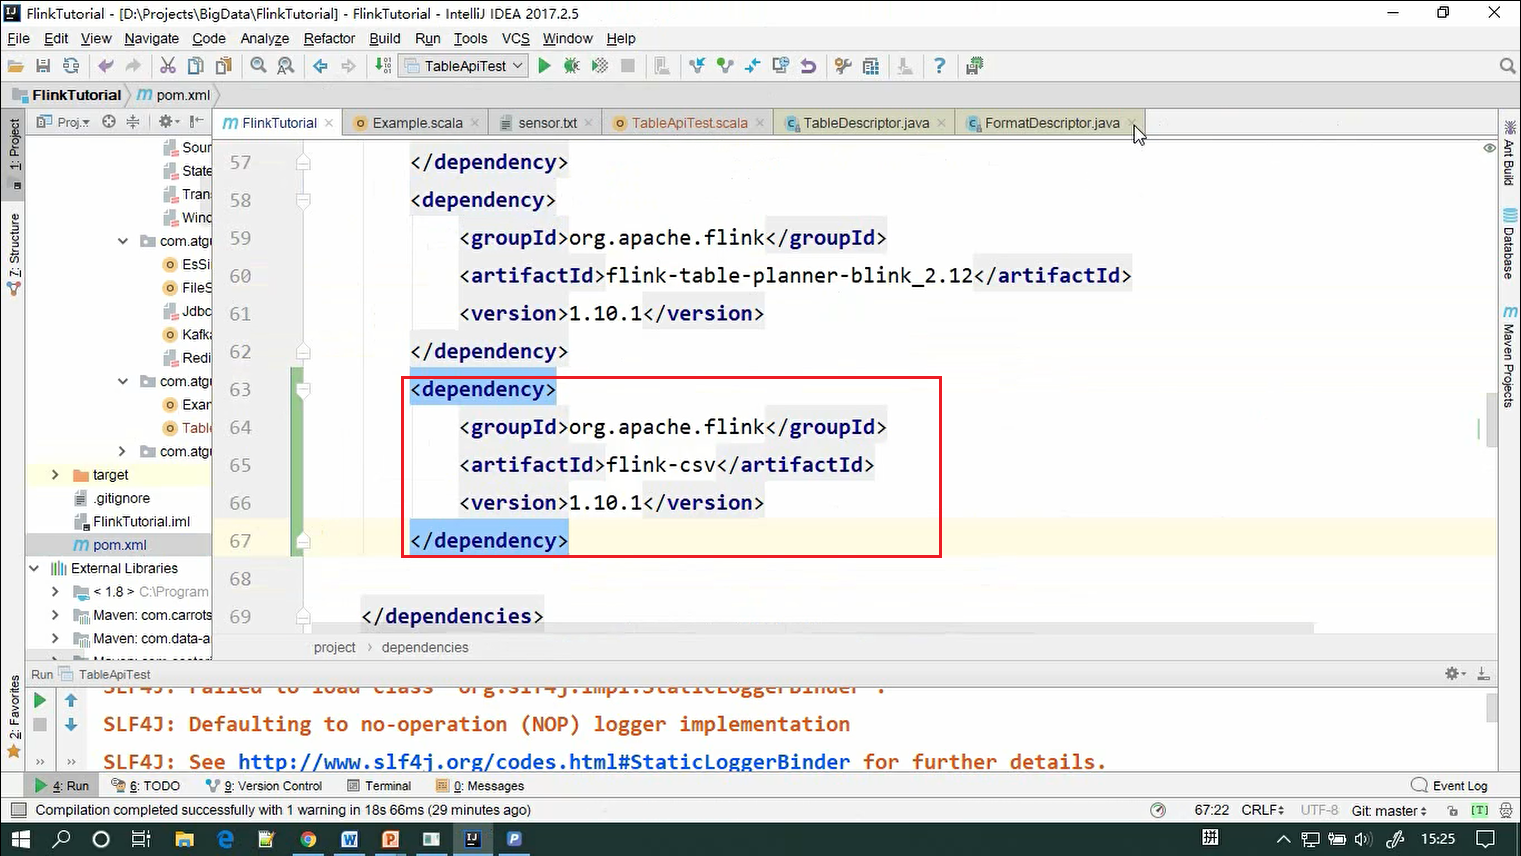 FlinkTutorial - [D:\Projects\BigData\FlinkTutorial] - FlinkTutorial - IntelliJ IDEA 2017.2.5
File Edit View Navigate Code Analyze Refactor Build Run Tools VCS Window Help
TableApiTest
FlinkTutorial pom.xml
1: Project
7: Structure
2: Favorites
Proj.
FlinkTutorial Example.scala sensor.txt TableApiTest.scala TableDescriptor.java FormatDescriptor.java
Sour
State
Tran
Winc
com.atgu
EsSi
FileS
Jdbc
Kafk
Redi
com.atgu
Exar
Table
com.atgu
target
.gitignore
FlinkTutorial.iml
pom.xml
External Libraries
< 1.8 > C:\Program
Maven: com.carrots
Maven: com.data-a
57 </dependency>
58 <dependency>
59 <groupId>org.apache.flink</groupId>
60 <artifactId>flink-table-planner-blink_2.12</artifactId>
61 <version>1.10.1</version>
62 </dependency>
63 <dependency>
64 <groupId>org.apache.flink</groupId>
65 <artifactId>flink-csv</artifactId>
66 <version>1.10.1</version>
67 </dependency>
68
69 </dependencies>
project › dependencies
Ant Build
Database
Maven Projects
Run TableApiTest
SLF4J: Failed to load class "org.slf4j.impl.StaticLoggerBinder".
SLF4J: Defaulting to no-operation (NOP) logger implementation
SLF4J: See http://www.slf4j.org/codes.html#StaticLoggerBinder for further details.
4: Run 6: TODO 9: Version Control Terminal 0: Messages Event Log
Compilation completed successfully with 1 warning in 18s 66ms (29 minutes ago) 67:22 CRLF UTF-8 Git: master [T]
拼 15:25